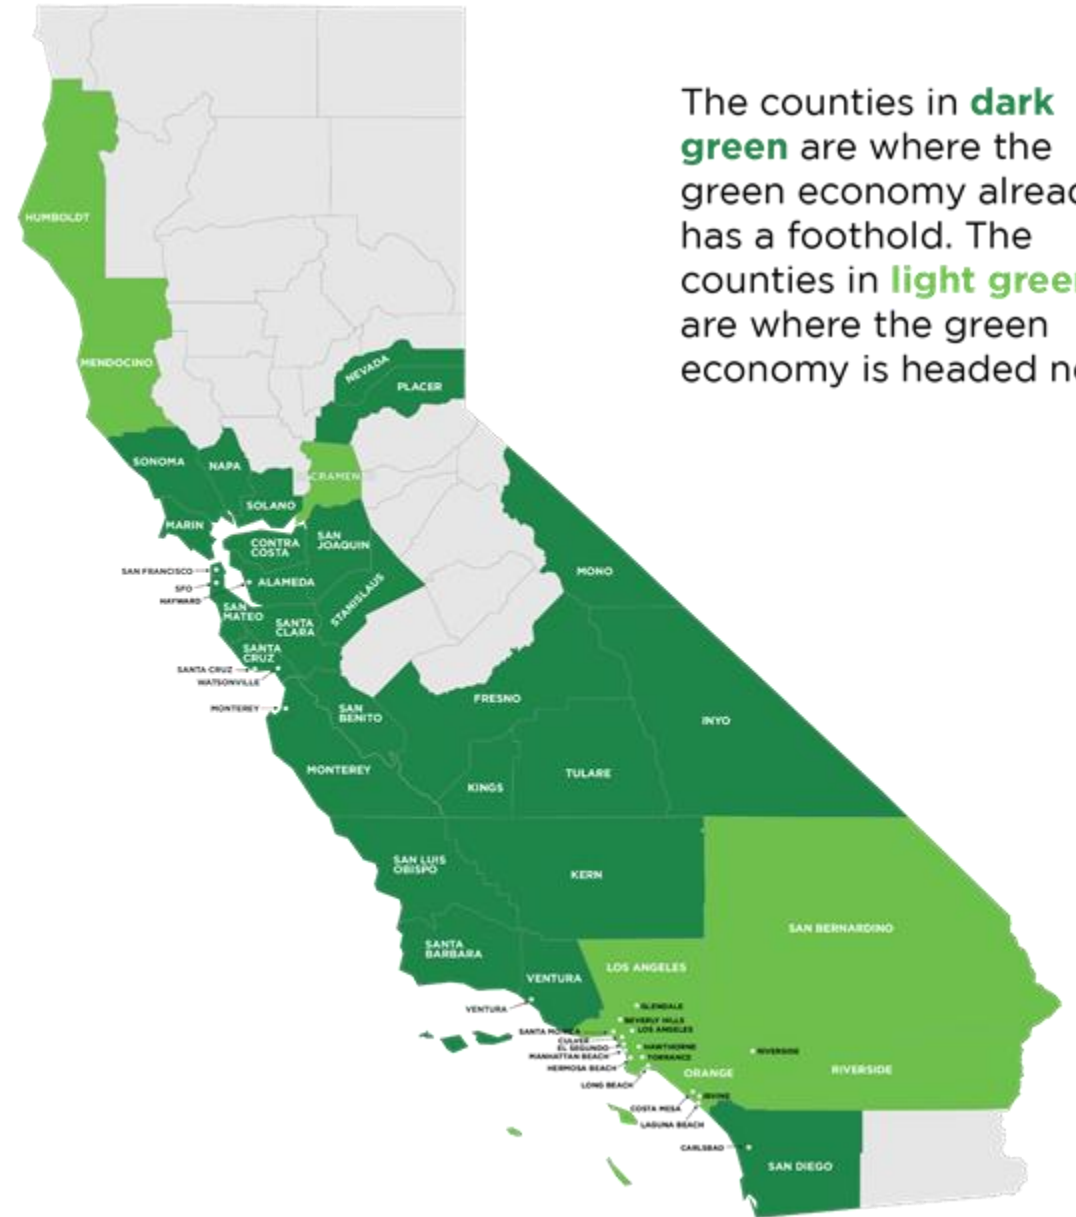 The counties in dark
green are where the
green economy alread
has a foothold. The
counties in light green
are where the green
economy is headed ne
HUMBOLDT
MENDOCINO
NEVADA
PLACER
SONOMA
NAPA
SACRAMEN
SOLANO
MARIN
CONTRA
COSTA
SAN
JOAQUIN
SAN FRANCISCO
SFO
HAYWARD
ALAMEDA
MONO
STANISLAUS
SAN
MATEO
SANTA
CLARA
SANTA
CRUZ
SANTA CRUZ
WATSONVILLE
MONTEREY
SAN
BENITO
FRESNO
INYO
MONTEREY
KINGS
TULARE
SAN LUIS
OBISPO
KERN
SAN BERNARDINO
SANTA
BARBARA
VENTURA
LOS ANGELES
VENTURA
GLENDALE
BEVERLY HILLS
SANTA MONICA
LOS ANGELES
CULVER
EL SEGUNDO
HAWTHORNE
MANHATTAN BEACH
TORRANCE
HERMOSA BEACH
RIVERSIDE
ORANGE
RIVERSIDE
LONG BEACH
IRVINE
COSTA MESA
LAGUNA BEACH
CARLSBAD
SAN DIEGO